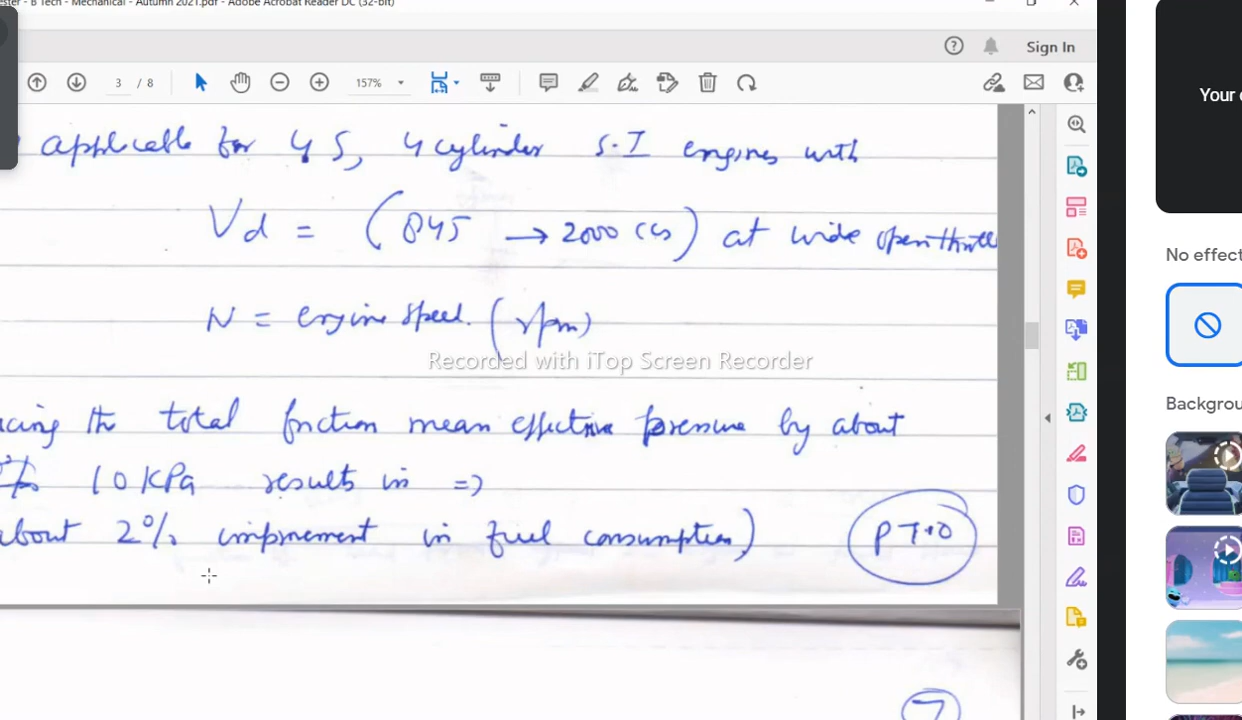 ster - B Tech - Mechanical - Autumn 2021.pdf - Adobe Acrobat Reader DC (32-bit)
Sign In
3 / 8
157%
applicable for 4 S, 4 cylinder S.I engines with
Vd = (845 → 2000 cc) at wide open throttle
N = engine speed. (rpm)
Recorded with iTop Screen Recorder
cing the total friction mean effective pressure by about
10 KPa results in =>
about 2% improvement in fuel consumption)
P T.O
7
Your
No effect
Backgrou